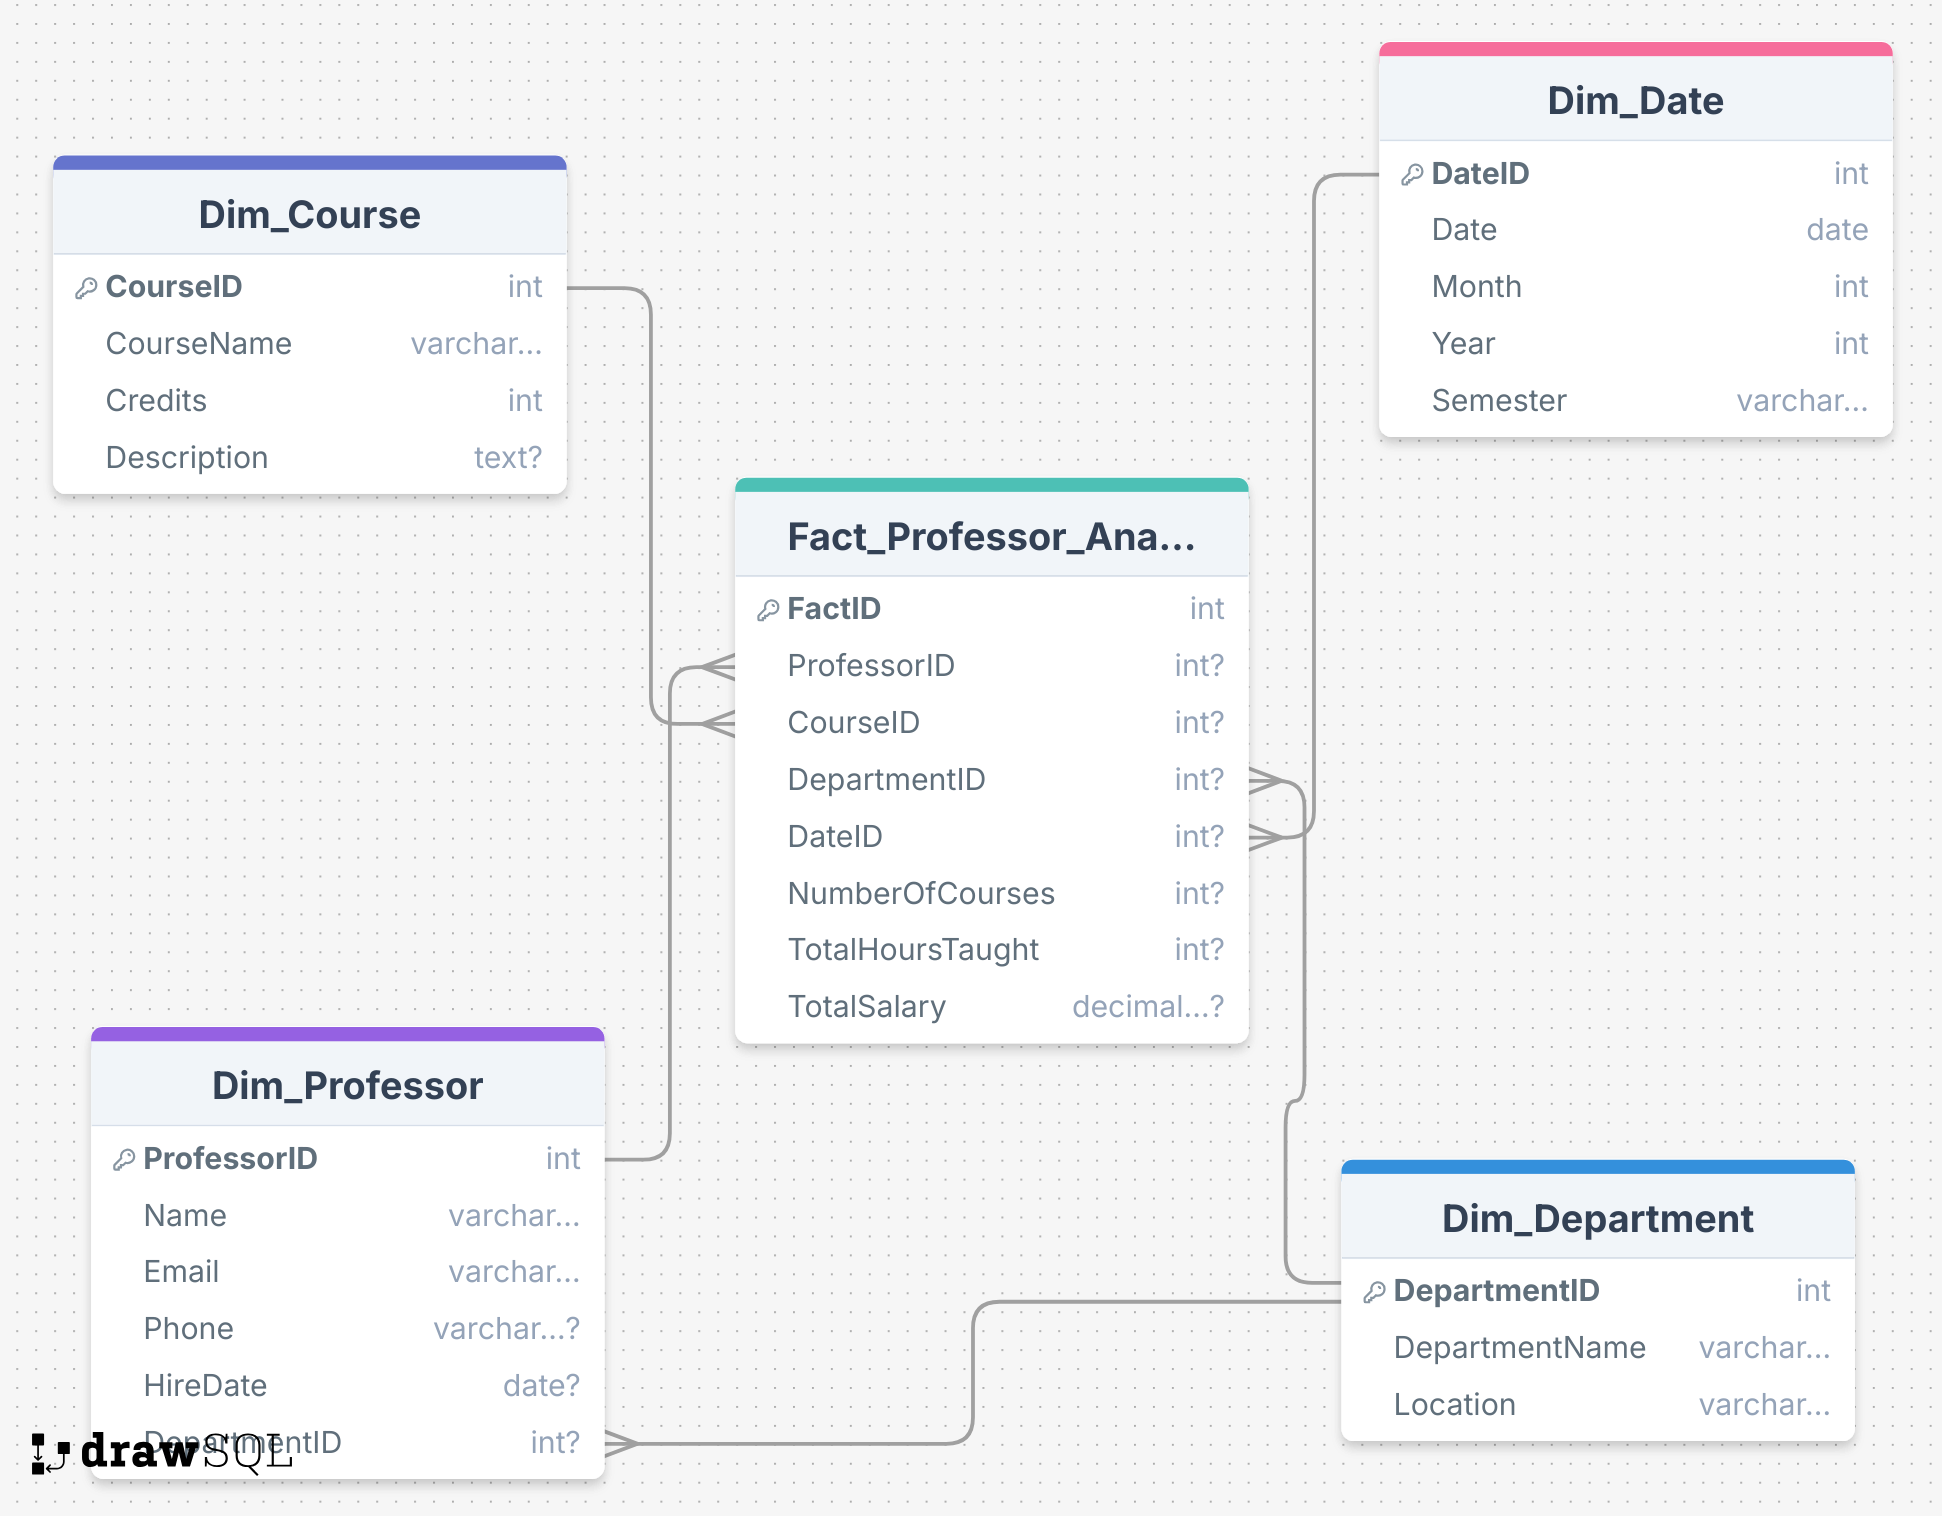 Dim_Date
DateID int
Date date
Month int
Year int
Semester varchar...
Dim_Course
CourseID int
CourseName varchar...
Credits int
Description text?
Fact_Professor_Ana...
FactID int
ProfessorID int?
CourseID int?
DepartmentID int?
DateID int?
NumberOfCourses int?
TotalHoursTaught int?
TotalSalary decimal...?
Dim_Professor
ProfessorID int
Name varchar...
Email varchar...
Phone varchar...?
HireDate date?
DepartmentID int?
drawSQL
Dim_Department
DepartmentID int
DepartmentName varchar...
Location varchar...